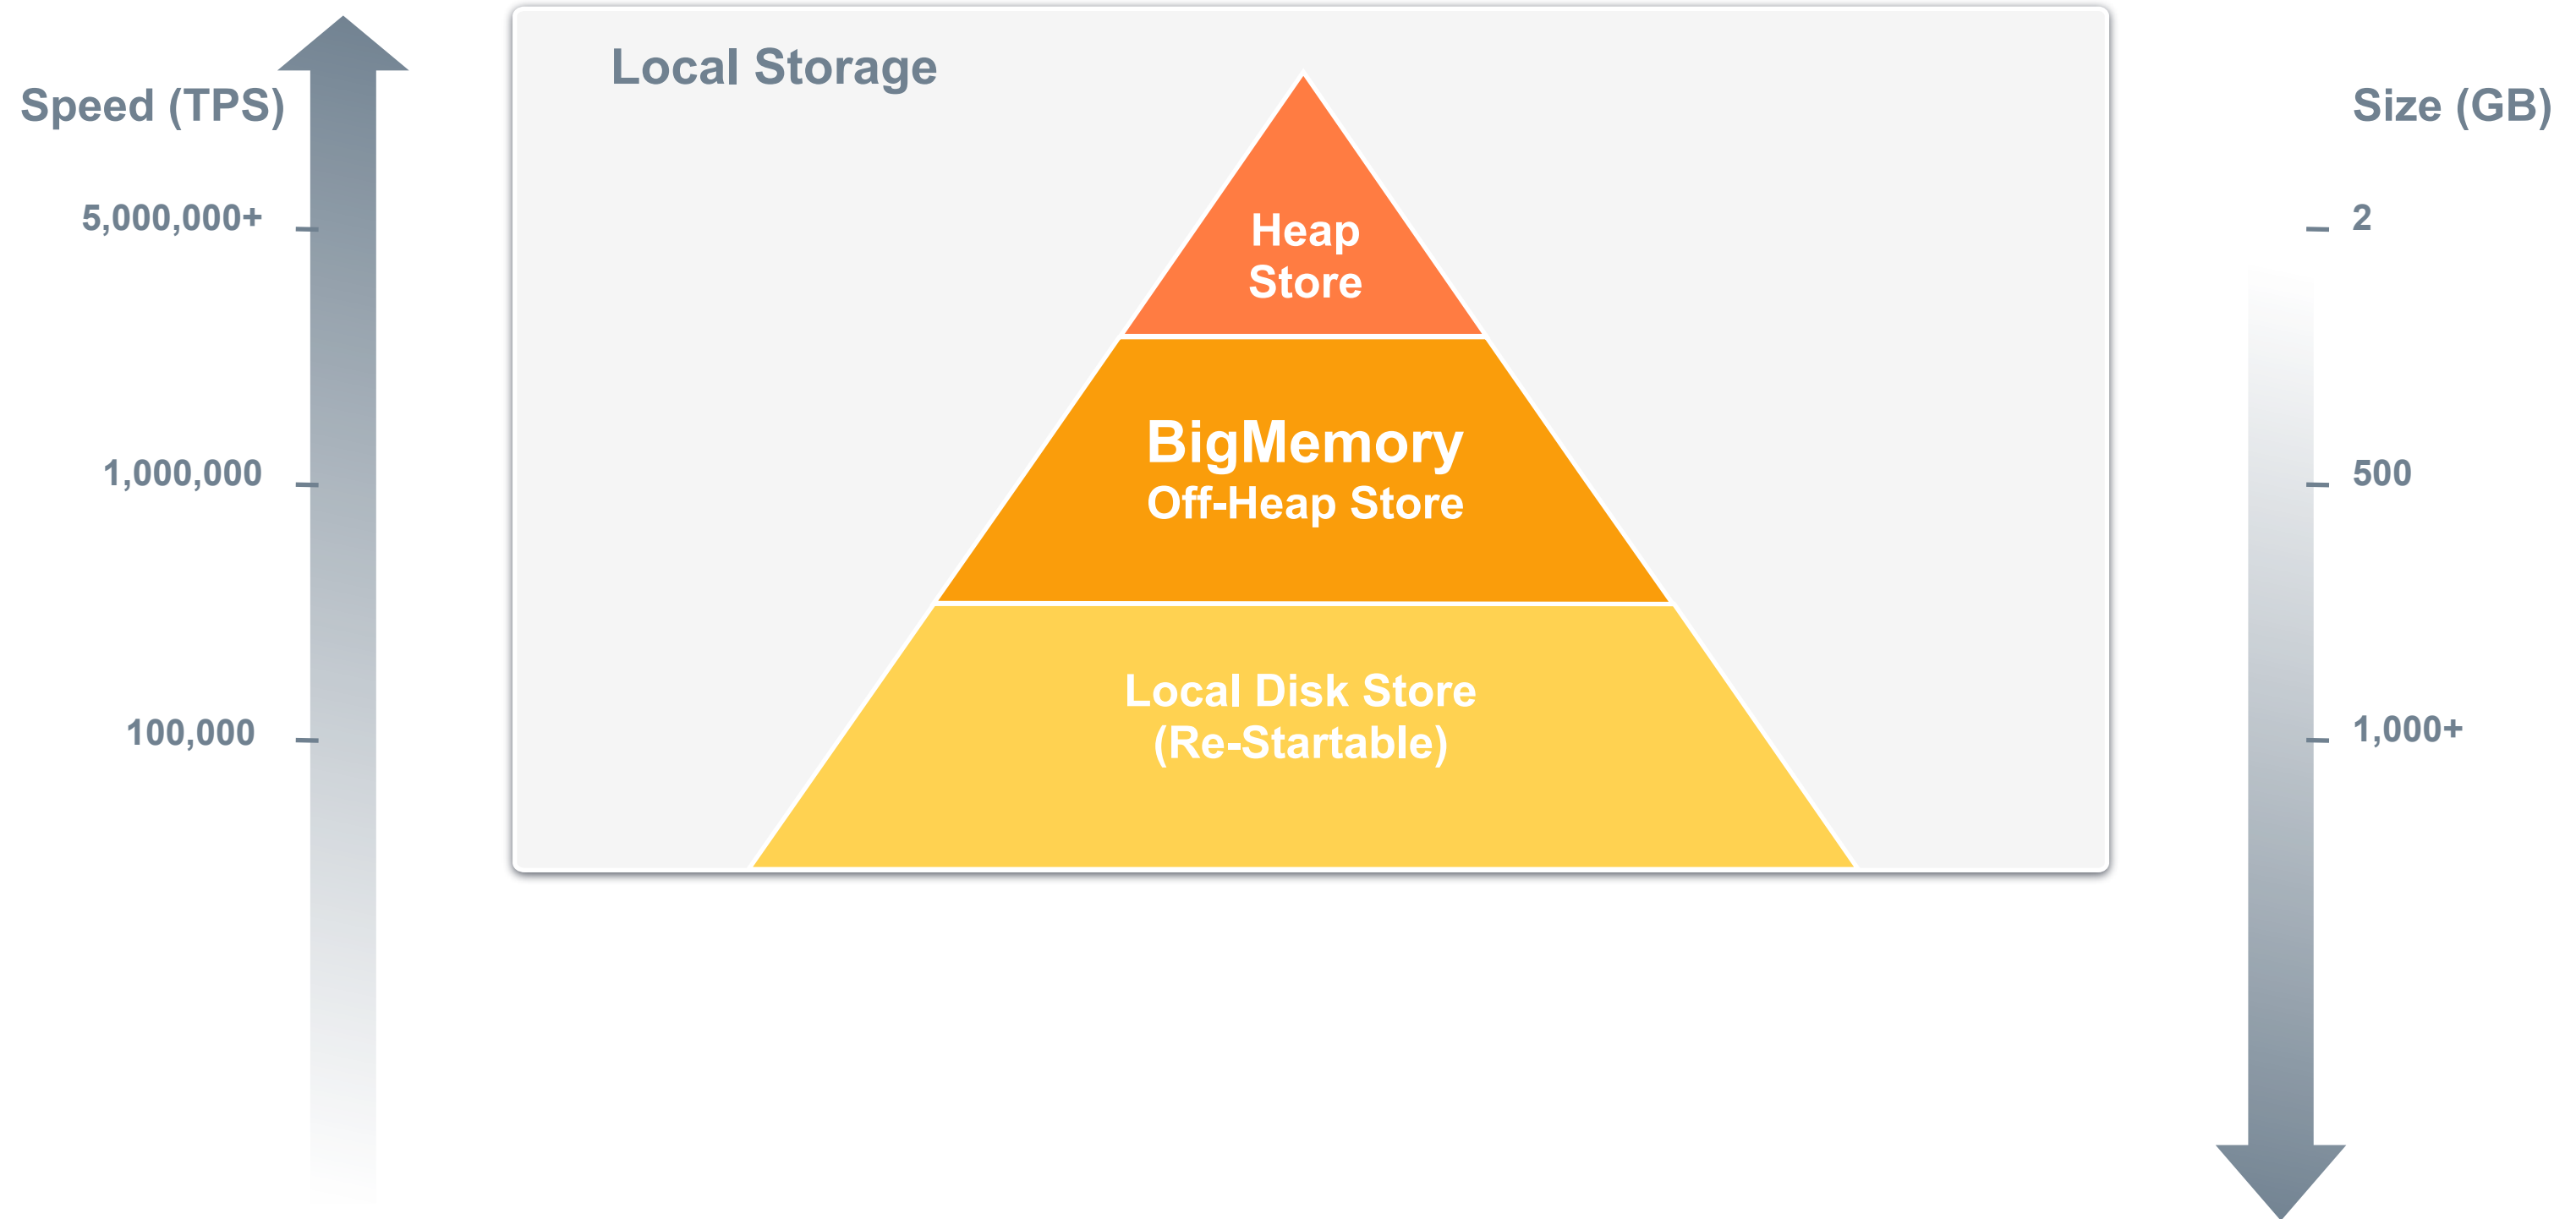 Local Storage
Speed (TPS)
Size (GB)
5,000,000+
2
Heap
Store
BigMemory
1,000,000
500
Off-Heap Store
Local Disk Store
100,000
1,000+
(Re-Startable)